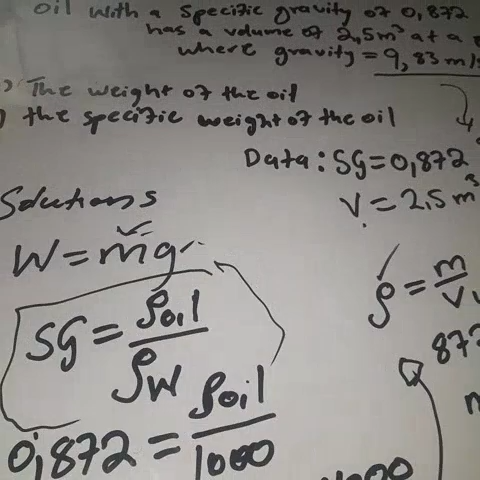 oil with a specific gravity of 0,872
has a volume of 2,5m³ at a
where gravity = 9,83 m/s
) The weight of the oil
) the specific weight of the oil
Data: SG = 0,872
V = 2,5m³
Solutions
W = mg
ρ = m/V
SG = ρoil/ρw
872
0,872 = ρoil/1000
1000